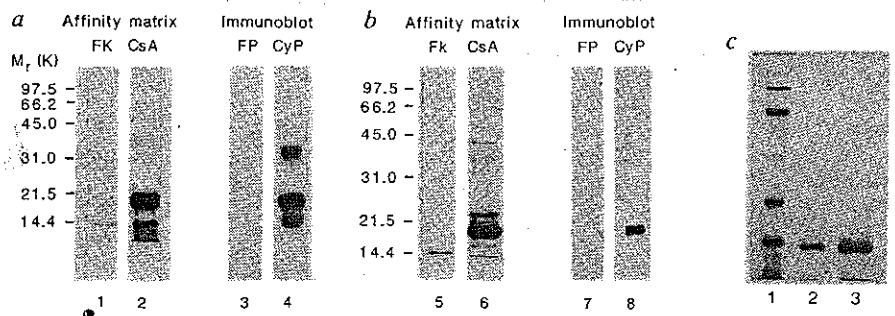 a Affinity matrix Immunoblot
FK CsA FP CyP
Mr (K)
97.5
66.2
45.0
31.0
21.5
14.4
1 2 3 4
b Affinity matrix Immunoblot
Fk CsA FP CyP
97.5
66.2
45.0
31.0
21.5
14.4
5 6 7 8
c
1 2 3